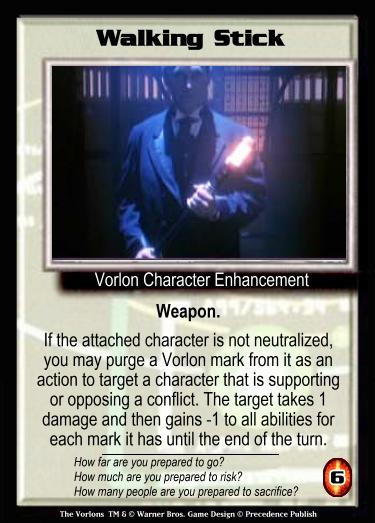 Walking Stick
Vorlon Character Enhancement
Weapon.
If the attached character is not neutralized,
you may purge a Vorlon mark from it as an
action to target a character that is supporting
or opposing a conflict. The target takes 1
damage and then gains -1 to all abilities for
each mark it has until the end of the turn.
How far are you prepared to go?
How much are you prepared to risk?
How many people are you prepared to sacrifice?
6
The Vorlons TM & © Warner Bros. Game Design © Precedence Publish